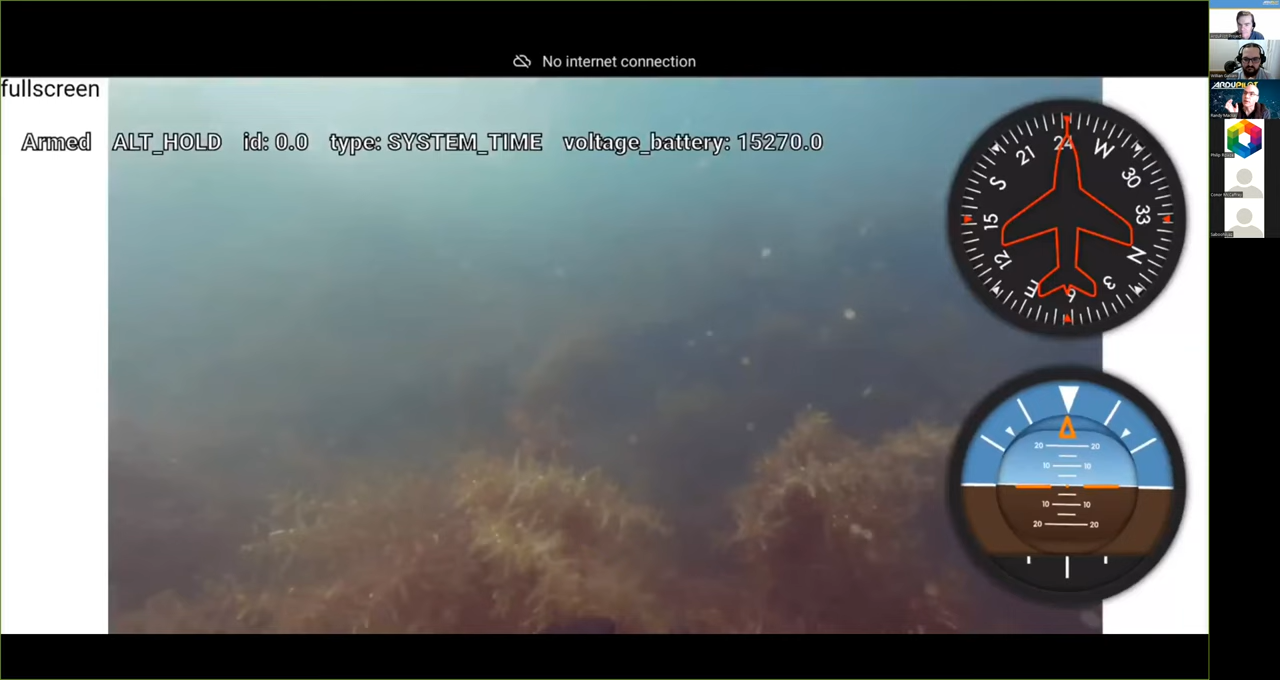 No internet connection
fullscreen
Armed ALT_HOLD id: 0.0 type: SYSTEM_TIME voltage_battery: 15270.0
24
21 W
S 30
15 33
12 N
E 3
6
20 20
10 10
10 10
20 20
ARDUPILOT